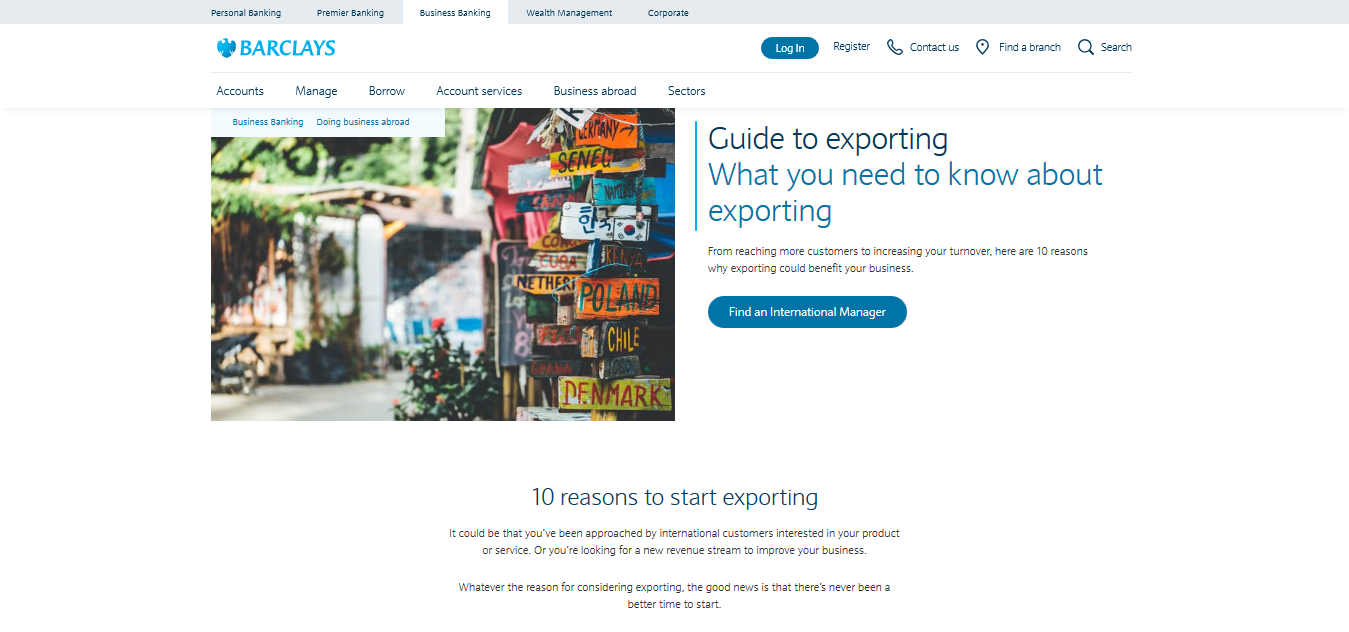 Personal Banking
Premier Banking
Business Banking
Wealth Management
Corporate
BARCLAYS
Log In
Register
Contact us
Find a branch
Search
Accounts
Manage
Borrow
Account services
Business abroad
Sectors
Business Banking
Doing business abroad
GERMANY
SENEG
NAMIBIA
한국
CUBA
KENYA
NETHER
POLAND
CHILE
GHANA
DENMARK
Guide to exporting
What you need to know about
exporting
From reaching more customers to increasing your turnover, here are 10 reasons
why exporting could benefit your business.
Find an International Manager
10 reasons to start exporting
It could be that you've been approached by international customers interested in your product
or service. Or you're looking for a new revenue stream to improve your business.
Whatever the reason for considering exporting, the good news is that there's never been a
better time to start.